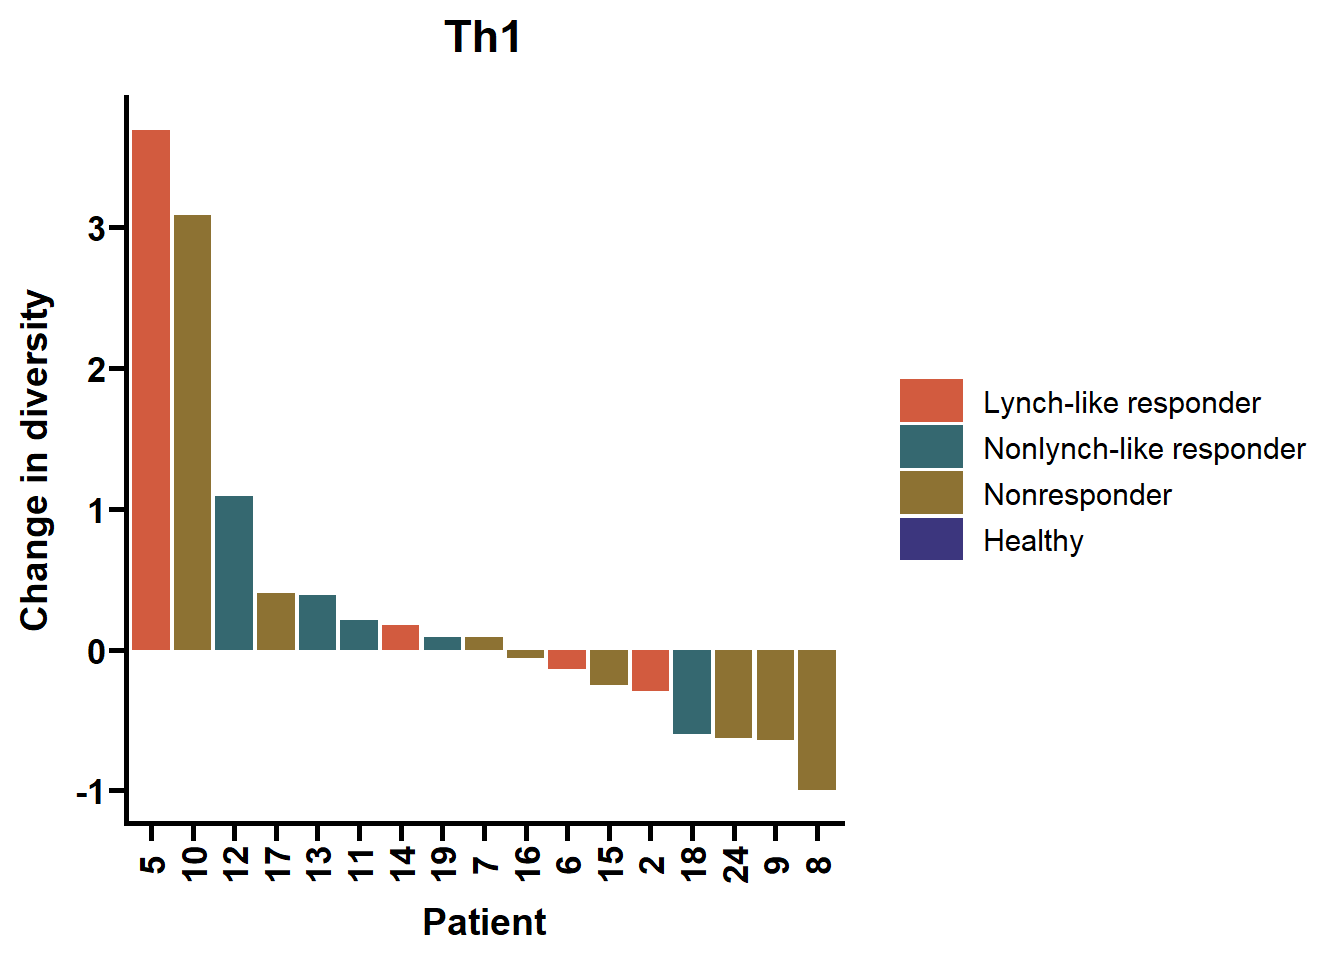 Th1
Change in diversity
3
2
1
0
-1
5 10 12 17 13 11 14 19 7 16 6 15 2 18 24 9 8
Patient
Lynch-like responder
Nonlynch-like responder
Nonresponder
Healthy